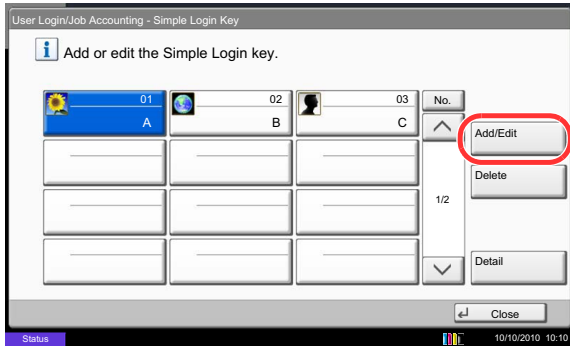 User Login/Job Accounting - Simple Login Key
i Add or edit the Simple Login key.
01 02 03 No.
A B C
Add/Edit
Delete
1/2
Detail
Close
Status 10/10/2010 10:10